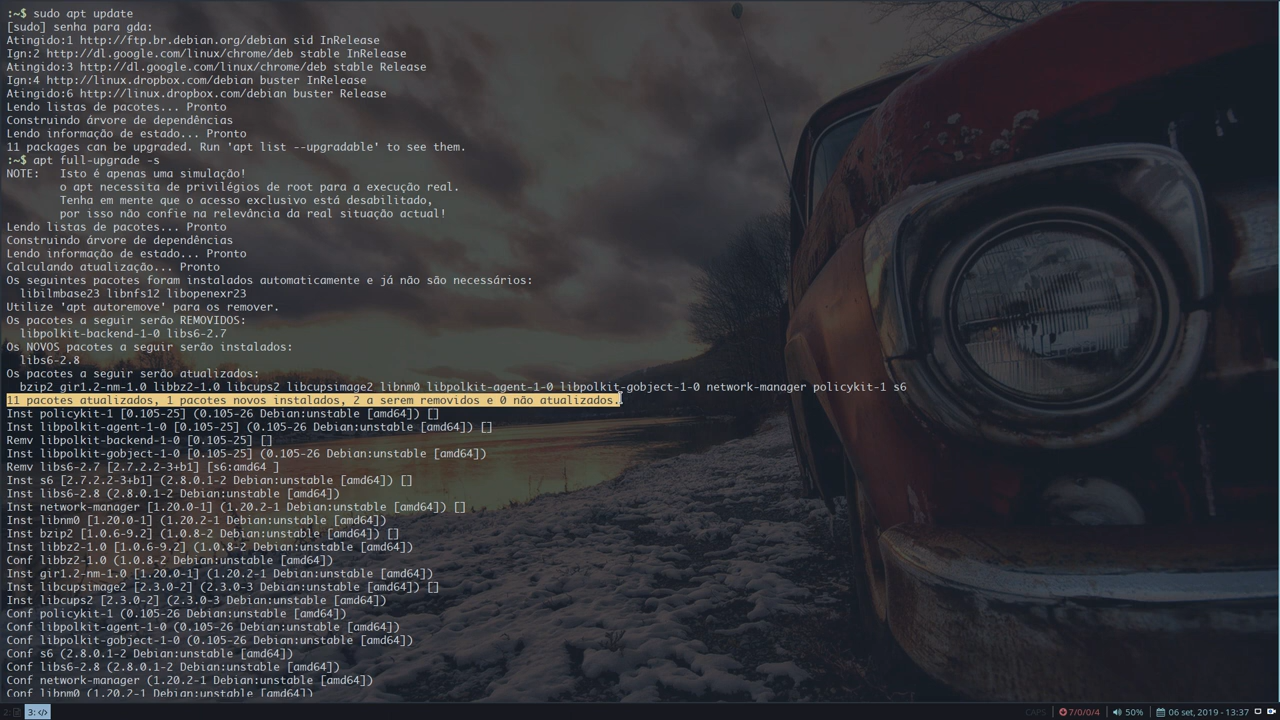 :~$ sudo apt update
[sudo] senha para gda:
Atingido:1 http://ftp.br.debian.org/debian sid InRelease
Ign:2 http://dl.google.com/linux/chrome/deb stable InRelease
Atingido:3 http://dl.google.com/linux/chrome/deb stable Release
Ign:4 http://linux.dropbox.com/debian buster InRelease
Atingido:6 http://linux.dropbox.com/debian buster Release
Lendo listas de pacotes... Pronto
Construindo árvore de dependências
Lendo informação de estado... Pronto
11 packages can be upgraded. Run 'apt list --upgradable' to see them.
:~$ apt full-upgrade -s
NOTE:   Isto é apenas uma simulação!
        o apt necessita de privilégios de root para a execução real.
        Tenha em mente que o acesso exclusivo está desabilitado,
        por isso não confie na relevância da real situação actual!
Lendo listas de pacotes... Pronto
Construindo árvore de dependências
Lendo informação de estado... Pronto
Calculando atualização... Pronto
Os seguintes pacotes foram instalados automaticamente e já não são necessários:
  libilmbase23 libnfs12 libopenexr23
Utilize 'apt autoremove' para os remover.
Os pacotes a seguir serão REMOVIDOS:
  libpolkit-backend-1-0 libs6-2.7
Os NOVOS pacotes a seguir serão instalados:
  libs6-2.8
Os pacotes a seguir serão atualizados:
  bzip2 gir1.2-nm-1.0 libbz2-1.0 libcups2 libcupsimage2 libnm0 libpolkit-agent-1-0 libpolkit-gobject-1-0 network-manager policykit-1 s6
11 pacotes atualizados, 1 pacotes novos instalados, 2 a serem removidos e 0 não atualizados.
Inst policykit-1 [0.105-25] (0.105-26 Debian:unstable [amd64]) []
Inst libpolkit-agent-1-0 [0.105-25] (0.105-26 Debian:unstable [amd64]) []
Remv libpolkit-backend-1-0 [0.105-25] []
Inst libpolkit-gobject-1-0 [0.105-25] (0.105-26 Debian:unstable [amd64])
Remv libs6-2.7 [2.7.2.2-3+b1] [s6:amd64 ]
Inst s6 [2.7.2.2-3+b1] (2.8.0.1-2 Debian:unstable [amd64]) []
Inst libs6-2.8 (2.8.0.1-2 Debian:unstable [amd64])
Inst network-manager [1.20.0-1] (1.20.2-1 Debian:unstable [amd64]) []
Inst libnm0 [1.20.0-1] (1.20.2-1 Debian:unstable [amd64])
Inst bzip2 [1.0.6-9.2] (1.0.8-2 Debian:unstable [amd64]) []
Inst libbz2-1.0 [1.0.6-9.2] (1.0.8-2 Debian:unstable [amd64])
Conf libbz2-1.0 (1.0.8-2 Debian:unstable [amd64])
Inst gir1.2-nm-1.0 [1.20.0-1] (1.20.2-1 Debian:unstable [amd64])
Inst libcupsimage2 [2.3.0-2] (2.3.0-3 Debian:unstable [amd64]) []
Inst libcups2 [2.3.0-2] (2.3.0-3 Debian:unstable [amd64])
Conf policykit-1 (0.105-26 Debian:unstable [amd64])
Conf libpolkit-agent-1-0 (0.105-26 Debian:unstable [amd64])
Conf libpolkit-gobject-1-0 (0.105-26 Debian:unstable [amd64])
Conf s6 (2.8.0.1-2 Debian:unstable [amd64])
Conf libs6-2.8 (2.8.0.1-2 Debian:unstable [amd64])
Conf network-manager (1.20.2-1 Debian:unstable [amd64])
Conf libnm0 (1.20.2-1 Debian:unstable [amd64])
2: 3: </> CAPS 7/0/0/4 50% 06 set, 2019 - 13:37